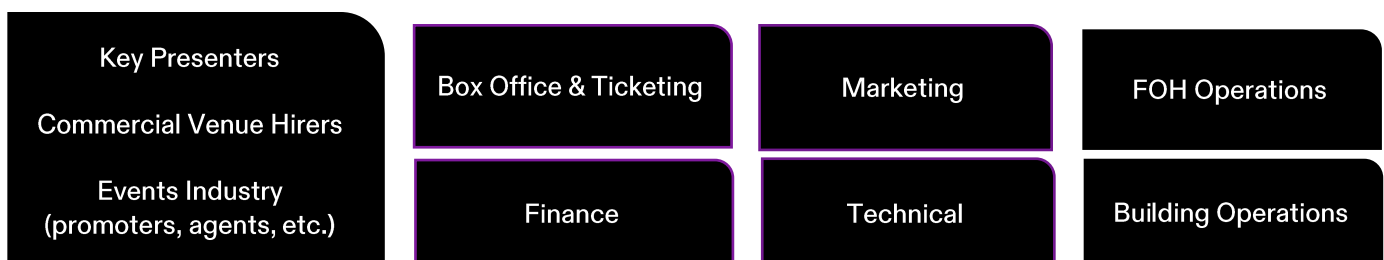 Key Presenters
Commercial Venue Hirers
Events Industry
(promoters, agents, etc.)
Box Office & Ticketing
Marketing
FOH Operations
Finance
Technical
Building Operations